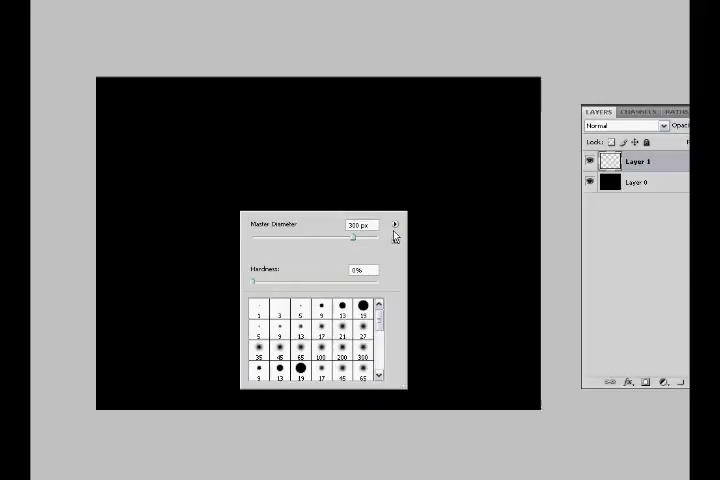 LAYERS CHANNELS PATHS
Normal Opaci
Lock:
Layer 1
Layer 0
Master Diameter 300 px
Hardness: 0%
1 3 5 9 13 19
5 9 13 17 21 27
35 45 65 100 200 300
9 13 19 17 45 65